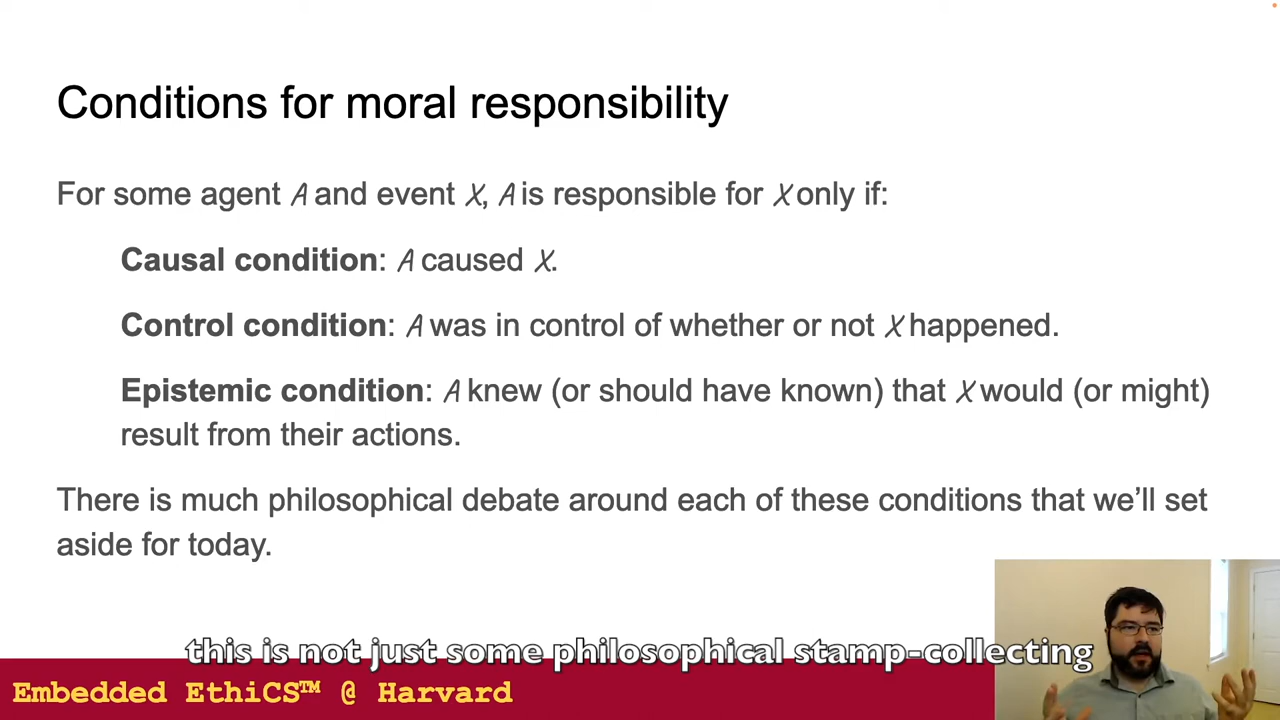 Conditions for moral responsibility
For some agent A and event X, A is responsible for X only if:
Causal condition: A caused X.
Control condition: A was in control of whether or not X happened.
Epistemic condition: A knew (or should have known) that X would (or might)
result from their actions.
There is much philosophical debate around each of these conditions that we’ll set
aside for today.
this is not just some philosophical stamp-collecting
Embedded EthiCS™ @ Harvard